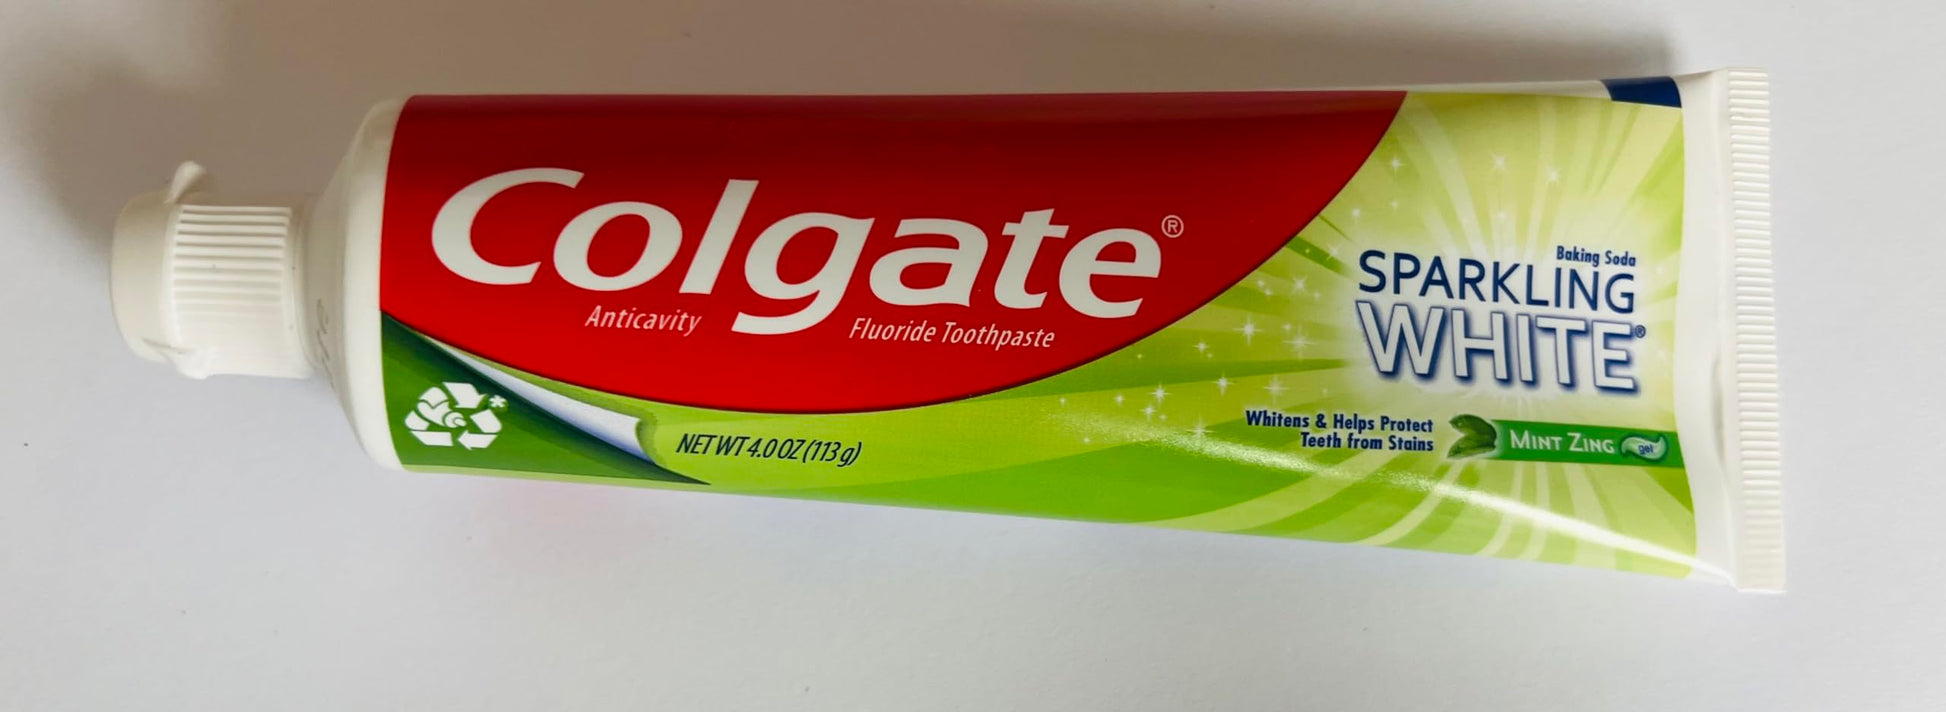 Colgate®
Anticavity Fluoride Toothpaste
NET WT 4.0 OZ (113 g)
Baking Soda
SPARKLING
WHITE®
Whitens & Helps Protect
Teeth from Stains
MINT ZING gel